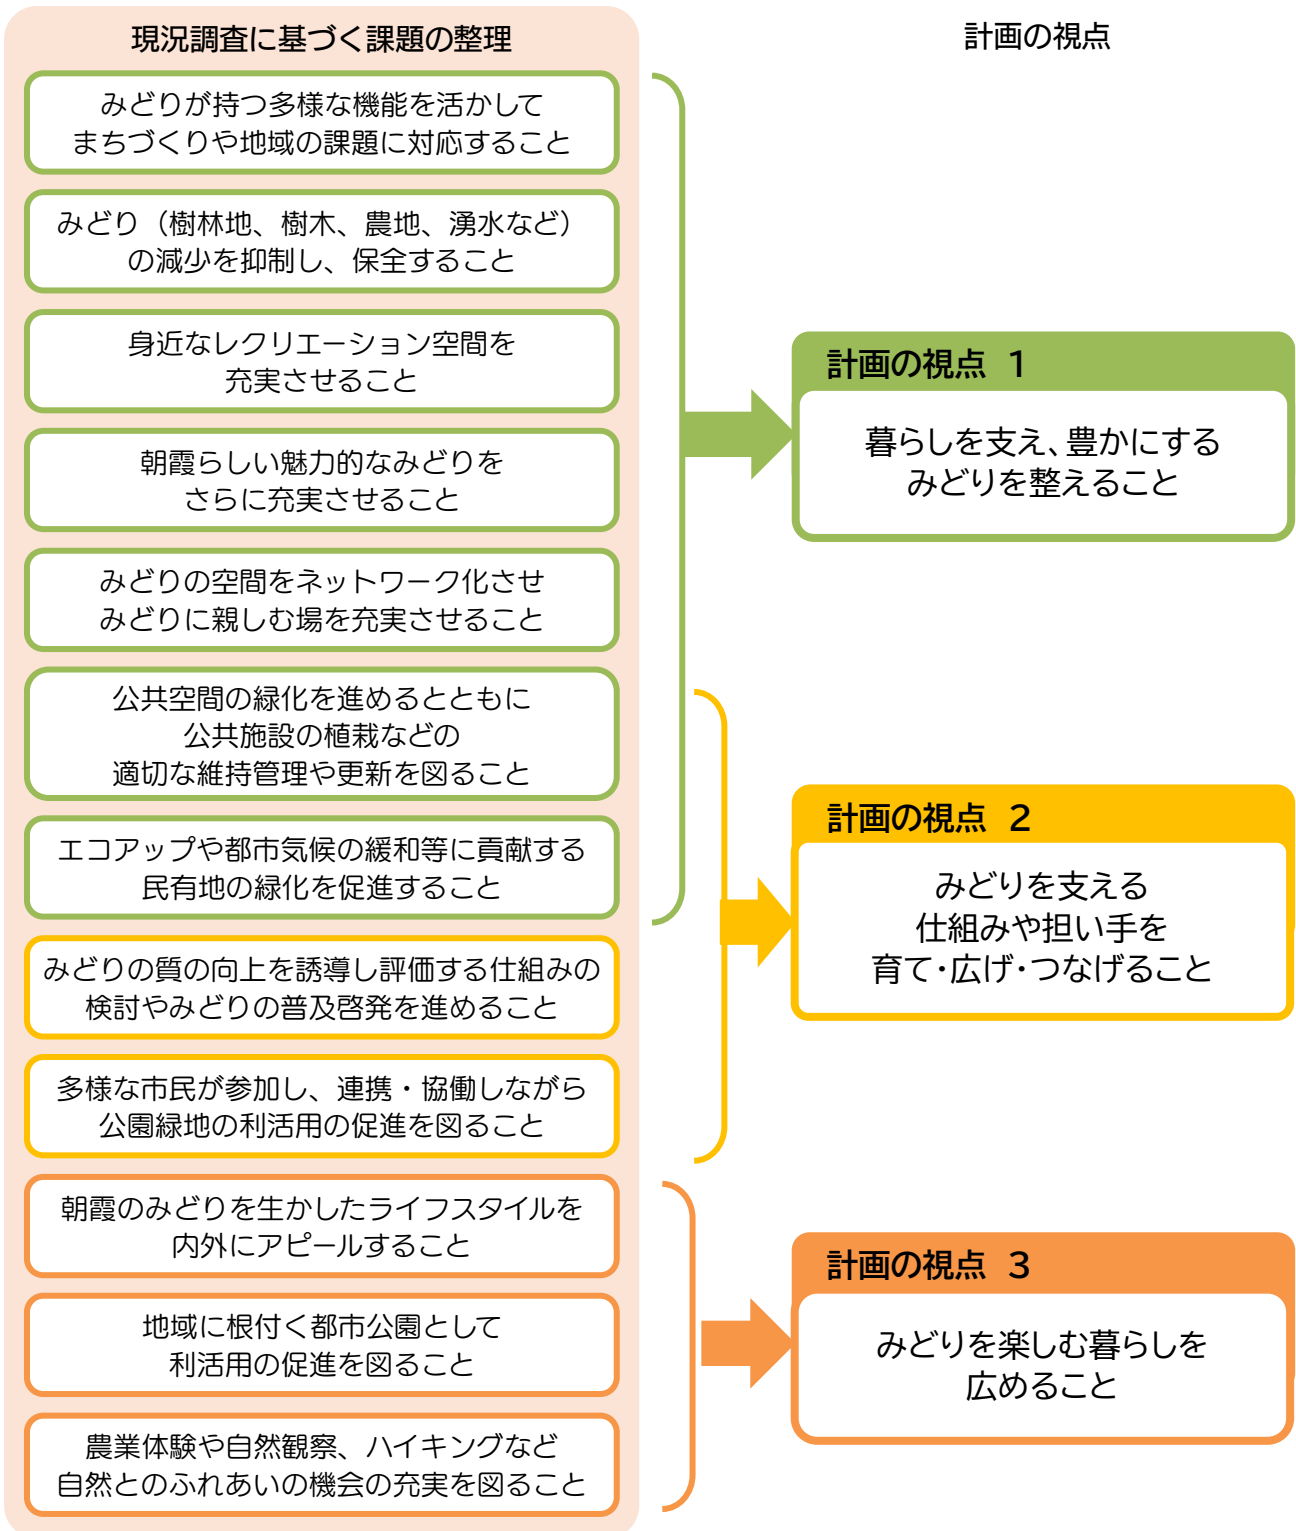 現況調査に基づく課題の整理
みどりが持つ多様な機能を活かして
まちづくりや地域の課題に対応すること
みどり（樹林地、樹木、農地、湧水など）
の減少を抑制し、保全すること
身近なレクリエーション空間を
充実させること
朝霞らしい魅力的なみどりを
さらに充実させること
みどりの空間をネットワーク化させ
みどりに親しむ場を充実させること
公共空間の緑化を進めるとともに
公共施設の植栽などの
適切な維持管理や更新を図ること
エコアップや都市気候の緩和等に貢献する
民有地の緑化を促進すること
みどりの質の向上を誘導し評価する仕組みの
検討やみどりの普及啓発を進めること
多様な市民が参加し、連携・協働しながら
公園緑地の利活用の促進を図ること
朝霞のみどりを生かしたライフスタイルを
内外にアピールすること
地域に根付く都市公園として
利活用の促進を図ること
農業体験や自然観察、ハイキングなど
自然とのふれあいの機会の充実を図ること
計画の視点
計画の視点 1
暮らしを支え、豊かにする
みどりを整えること
計画の視点 2
みどりを支える
仕組みや担い手を
育て・広げ・つなげること
計画の視点 3
みどりを楽しむ暮らしを
広めること